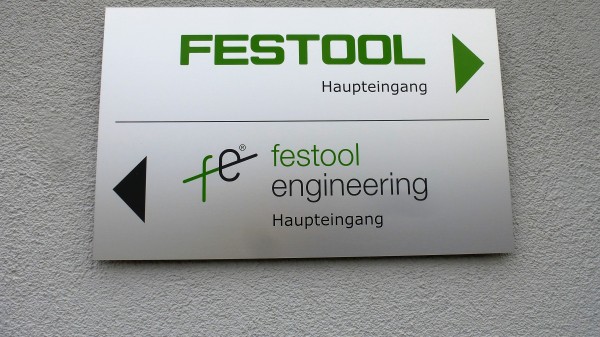 FESTOOL
Haupteingang
fe®
festool
engineering
Haupteingang